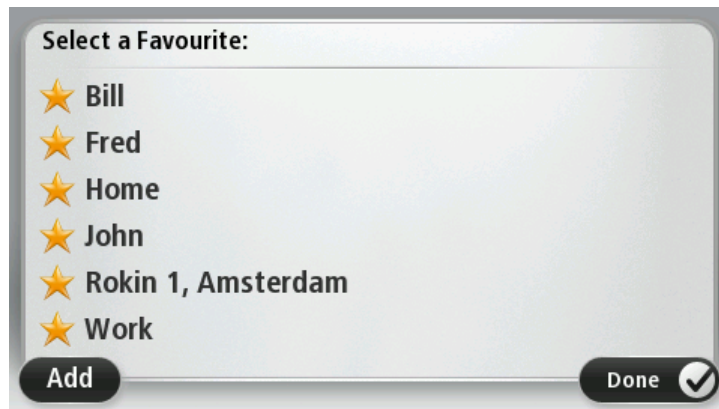 Select a Favourite:
Bill
Fred
Home
John
Rokin 1, Amsterdam
Work
Add
Done